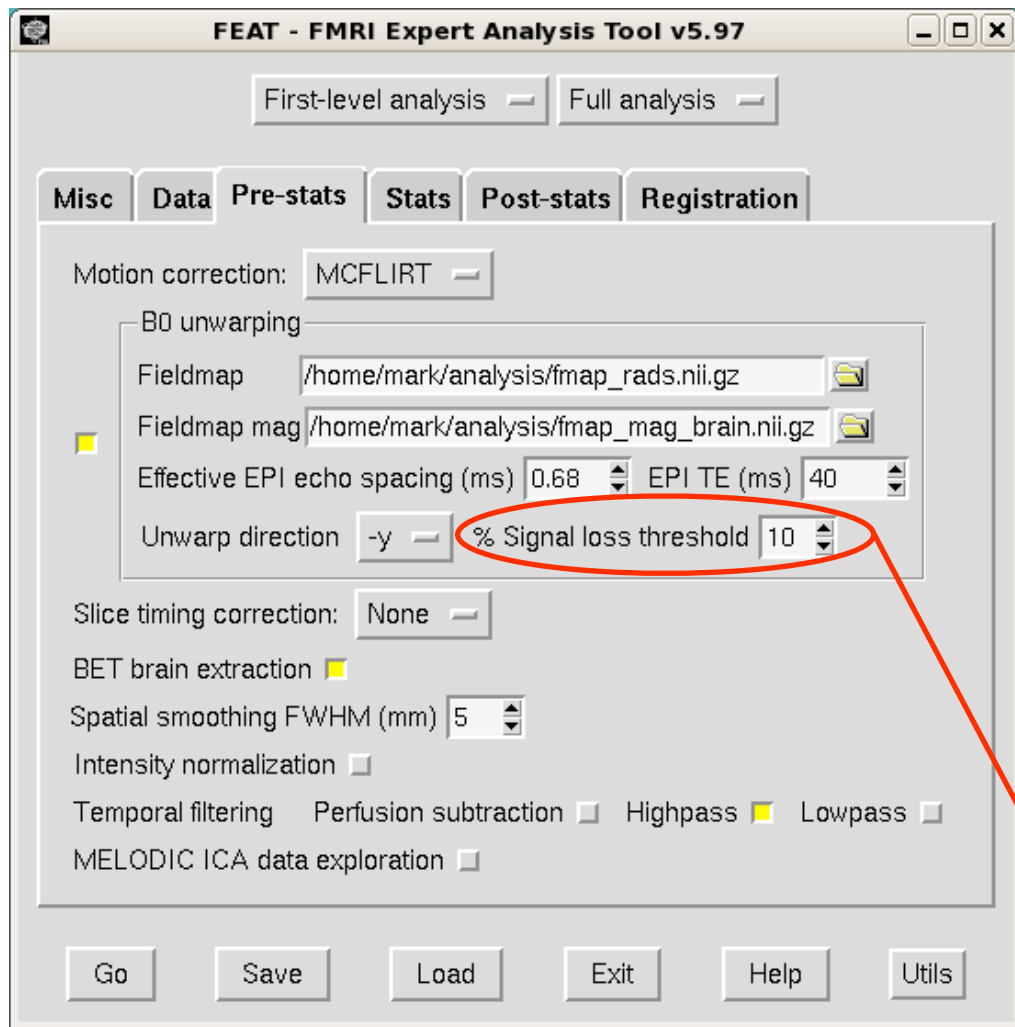 FEAT - FMRI Expert Analysis Tool v5.97
First-level analysis Full analysis
Misc Data Pre-stats Stats Post-stats Registration
Motion correction: MCFLIRT
B0 unwarping
Fieldmap /home/mark/analysis/fmap_rads.nii.gz
Fieldmap mag /home/mark/analysis/fmap_mag_brain.nii.gz
Effective EPI echo spacing (ms) 0.68 EPI TE (ms) 40
Unwarp direction -y % Signal loss threshold 10
Slice timing correction: None
BET brain extraction
Spatial smoothing FWHM (mm) 5
Intensity normalization
Temporal filtering Perfusion subtraction Highpass Lowpass
MELODIC ICA data exploration
Go Save Load Exit Help Utils